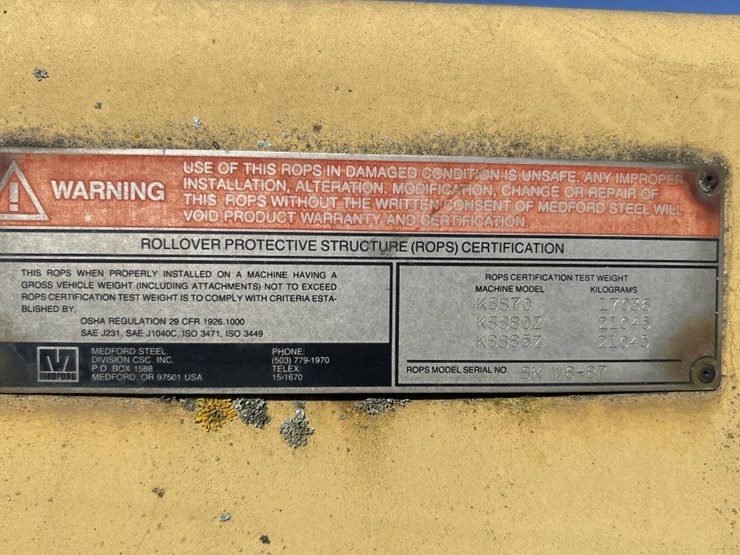 WARNING
USE OF THIS ROPS IN DAMAGED CONDITION IS UNSAFE. ANY IMPROPER
INSTALLATION, ALTERATION, MODIFICATION, CHANGE OR REPAIR OF
THIS ROPS WITHOUT THE WRITTEN CONSENT OF MEDFORD STEEL WILL
VOID PRODUCT WARRANTY AND CERTIFICATION.
ROLLOVER PROTECTIVE STRUCTURE (ROPS) CERTIFICATION
THIS ROPS WHEN PROPERLY INSTALLED ON A MACHINE HAVING A
GROSS VEHICLE WEIGHT (INCLUDING ATTACHMENTS) NOT TO EXCEED
ROPS CERTIFICATION TEST WEIGHT IS TO COMPLY WITH CRITERIA ESTA-
BLISHED BY,
OSHA REGULATION 29 CFR 1926.1000
SAE J231, SAE J1040C, ISO 3471, ISO 3449
MEDFORD
MEDFORD STEEL
DIVISION CSC INC.
P.O. BOX 1588
MEDFORD, OR 97501 USA
PHONE:
(503) 779-1970
TELEX:
15-1670
ROPS CERTIFICATION TEST WEIGHT
MACHINE MODEL KILOGRAMS
KSS70 17036
KSS80Z 21045
KSS85Z 21045
ROPS MODEL SERIAL NO.